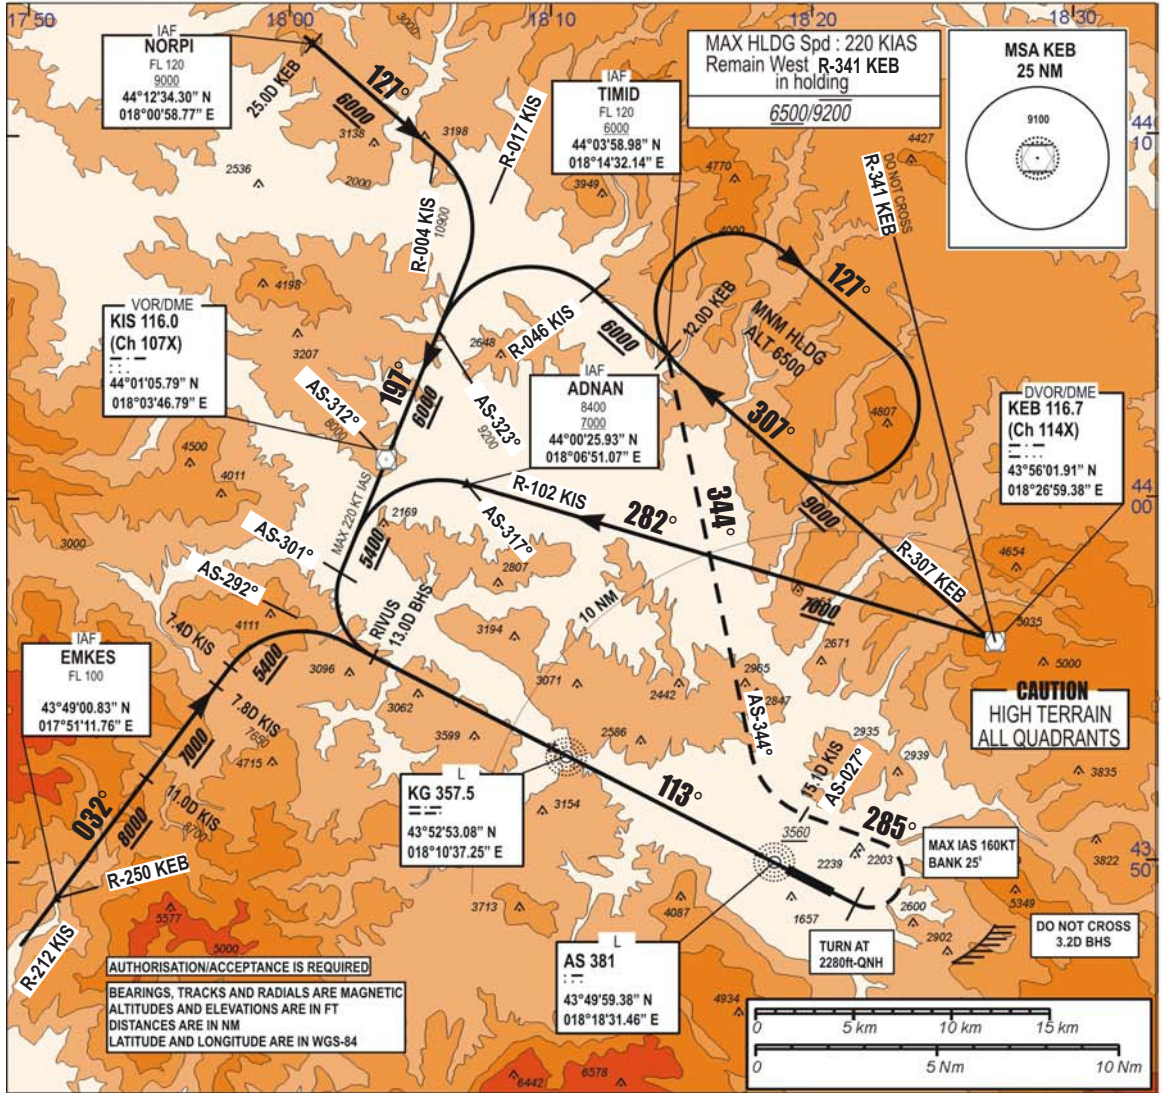 17 50
18 00
18 10
18 20
18 30
IAF
NORPI
FL 120
9000
44°12'34.30" N
018°00'58.77" E
25.0D KEB
127°
6000
3000
3138
3198
2536
2000
R-017 KIS
R-004 KIS
10900
IAF
TIMID
FL 120
6000
44°03'58.98" N
018°14'32.14" E
3949
MAX HLDG Spd : 220 KIAS
Remain West R-341 KEB
in holding
6500/9200
MSA KEB
25 NM
9100
44
10
4427
4770
4000
DO NOT CROSS
R-341 KEB
4198
VOR/DME
KIS 116.0
(Ch 107X)
44°01'05.79" N
018°03'46.79" E
3207
AS-312°
8000
197°
6000
2648
R-046 KIS
6000
12.0D KEB
MNM HLDG
ALT 6500
127°
AS-323°
9200
IAF
ADNAN
8400
7000
44°00'25.93" N
018°06'51.07" E
307°
4807
DVOR/DME
KEB 116.7
(Ch 114X)
43°56'01.91" N
018°26'59.38" E
4500
4011
3000
MAX 220 KT IAS
2169
5400
R-102 KIS
AS-317°
282°
344°
9000
R-307 KEB
44
00
4654
AS-301°
AS-292°
2807
10 NM
7000
5935
5000
7.4D KIS
4111
5400
RIVUS
13.0D BHS
3194
2671
IAF
EMKES
FL 100
43°49'00.83" N
017°51'11.76" E
3096
3062
3071
2442
2965
2847
CAUTION
HIGH TERRAIN
ALL QUADRANTS
7.8D KIS
7650
7000
4715
3599
2586
AS-344°
2935
2939
3835
11.0D KIS
8700
032°
8000
L
KG 357.5
43°52'53.08" N
018°10'37.25" E
3154
113°
15.1D KIS
AS-027°
3560
285°
MAX IAS 160KT
BANK 25°
2239
2203
3822
43
50
R-250 KEB
R-212 KIS
5577
5000
3713
4087
1657
2600
2902
5349
L
AS 381
43°49'59.38" N
018°18'31.46" E
TURN AT
2280ft-QNH
DO NOT CROSS
3.2D BHS
AUTHORISATION/ACCEPTANCE IS REQUIRED
BEARINGS, TRACKS AND RADIALS ARE MAGNETIC
ALTITUDES AND ELEVATIONS ARE IN FT
DISTANCES ARE IN NM
LATITUDE AND LONGITUDE ARE IN WGS-84
4934
6442
6578
0 5 km 10 km 15 km
0 5 Nm 10 Nm